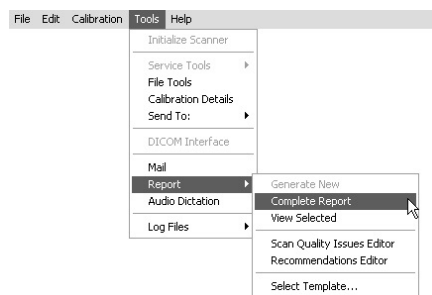 File Edit Calibration Tools Help
Initialize Scanner
Service Tools
File Tools
Calibration Details
Send To:
DICOM Interface
Mail
Report
Audio Dictation
Log Files
Generate New
Complete Report
View Selected
Scan Quality Issues Editor
Recommendations Editor
Select Template...